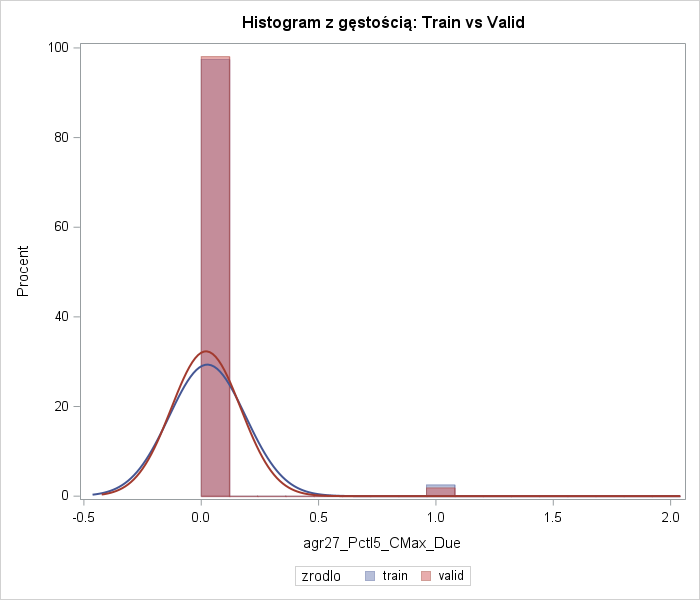 Histogram z gęstością: Train vs Valid
100
80
60
40
20
0
Procent
-0.5 0.0 0.5 1.0 1.5 2.0
agr27_Pctl5_CMax_Due
zrodlo train valid